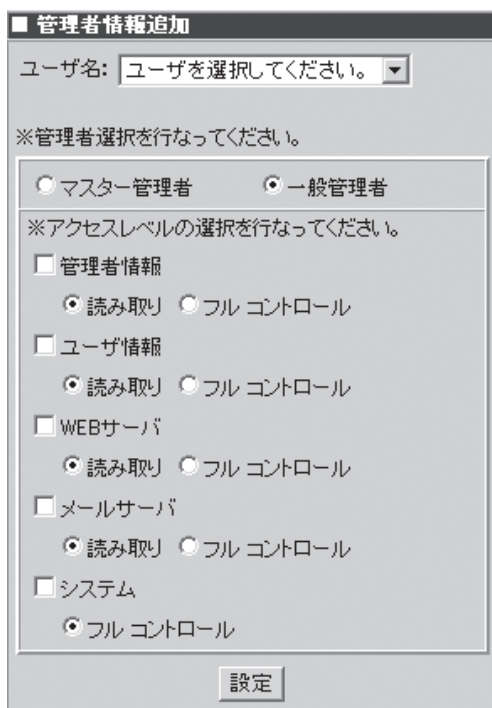 ■ 管理者情報追加
ユーザ名: ユーザを選択してください。
※管理者選択を行なってください。
マスター管理者 一般管理者
※アクセスレベルの選択を行なってください。
管理者情報
読み取り フル コントロール
ユーザ情報
読み取り フル コントロール
WEBサーバ
読み取り フル コントロール
メールサーバ
読み取り フル コントロール
システム
フル コントロール
設定